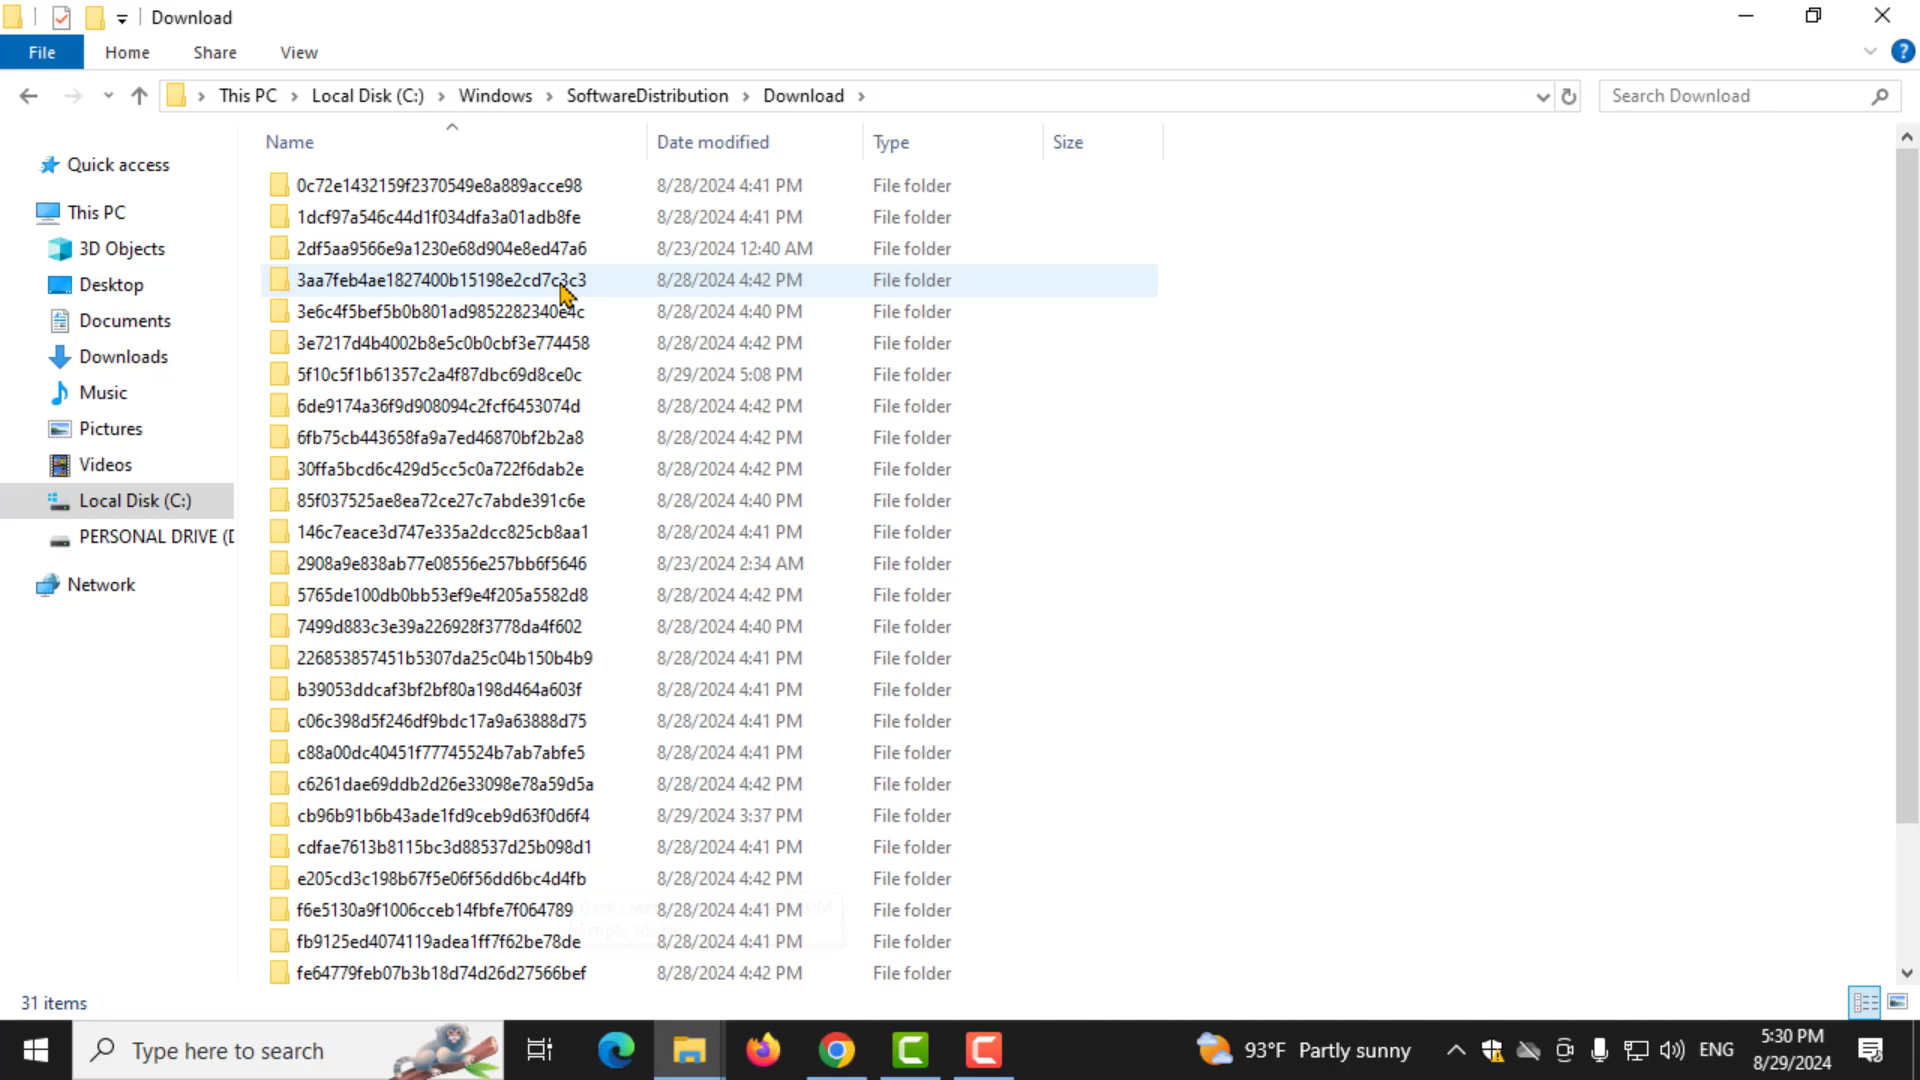 Download
File Home Share View
This PC Local Disk (C:) Windows SoftwareDistribution Download
Search Download
Name Date modified Type Size
Quick access
This PC
3D Objects
Desktop
Documents
Downloads
Music
Pictures
Videos
Local Disk (C:)
PERSONAL DRIVE (D
Network
0c72e1432159f2370549e8a889acce98 8/28/2024 4:41 PM File folder
1dcf97a546c44d1f034dfa3a01adb8fe 8/28/2024 4:41 PM File folder
2df5aa9566e9a1230e68d904e8ed47a6 8/23/2024 12:40 AM File folder
3aa7feb4ae1827400b15198e2cd7c3c3 8/28/2024 4:42 PM File folder
3e6c4f5bef5b0b801ad9852282340e4c 8/28/2024 4:40 PM File folder
3e7217d4b4002b8e5c0b0cbf3e774458 8/28/2024 4:42 PM File folder
5f10c5f1b61357c2a4f87dbc69d8ce0c 8/29/2024 5:08 PM File folder
6de9174a36f9d908094c2fcf6453074d 8/28/2024 4:42 PM File folder
6fb75cb443658fa9a7ed46870bf2b2a8 8/28/2024 4:42 PM File folder
30ffa5bcd6c429d5cc5c0a722f6dab2e 8/28/2024 4:42 PM File folder
85f037525ae8ea72ce27c7abde391c6e 8/28/2024 4:40 PM File folder
146c7eace3d747e335a2dcc825cb8aa1 8/28/2024 4:41 PM File folder
2908a9e838ab77e08556e257bb6f5646 8/23/2024 2:34 AM File folder
5765de100db0bb53ef9e4f205a5582d8 8/28/2024 4:42 PM File folder
7499d883c3e39a226928f3778da4f602 8/28/2024 4:40 PM File folder
226853857451b5307da25c04b150b4b9 8/28/2024 4:41 PM File folder
b39053ddcaf3bf2bf80a198d464a603f 8/28/2024 4:41 PM File folder
c06c398d5f246df9bdc17a9a63888d75 8/28/2024 4:41 PM File folder
c88a00dc40451f77745524b7ab7abfe5 8/28/2024 4:41 PM File folder
c6261dae69ddb2d26e33098e78a59d5a 8/28/2024 4:42 PM File folder
cb96b91b6b43ade1fd9ceb9d63f0d6f4 8/29/2024 3:37 PM File folder
cdfae7613b8115bc3d88537d25b098d1 8/28/2024 4:41 PM File folder
e205cd3c198b67f5e06f56dd6bc4d4fb 8/28/2024 4:42 PM File folder
f6e5130a9f1006cceb14fbfe7f064789 8/28/2024 4:41 PM File folder
fb9125ed4074119adea1ff7f62be78de 8/28/2024 4:41 PM File folder
fe64779feb07b3b18d74d26d27566bef 8/28/2024 4:42 PM File folder
31 items
Type here to search
93°F Partly sunny
ENG
5:30 PM
8/29/2024